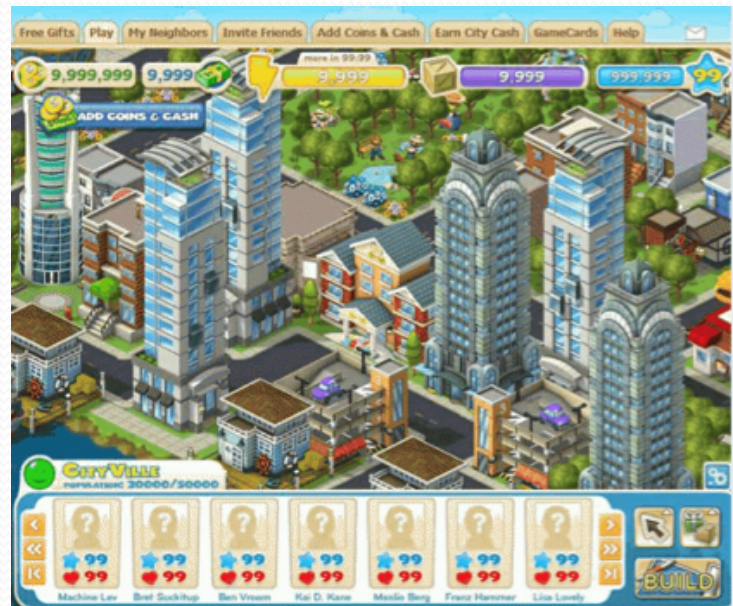 Free Gifts Play My Neighbors Invite Friends Add Coins & Cash Earn City Cash GameCards Help
more in 99:99
9,999,999 9,999 9,999 9,999 999,999 99
ADD COINS & CASH
CITYVILLE
POPULATION: 30000/50000
? ? ? ? ? ? ?
99 99 99 99 99 99 99
99 99 99 99 99 99 99
Machine Lev Bret Suckitup Ben Vroom Kai D. Kane Manlio Berg Franz Hammer Lisa Lovely
BUILD